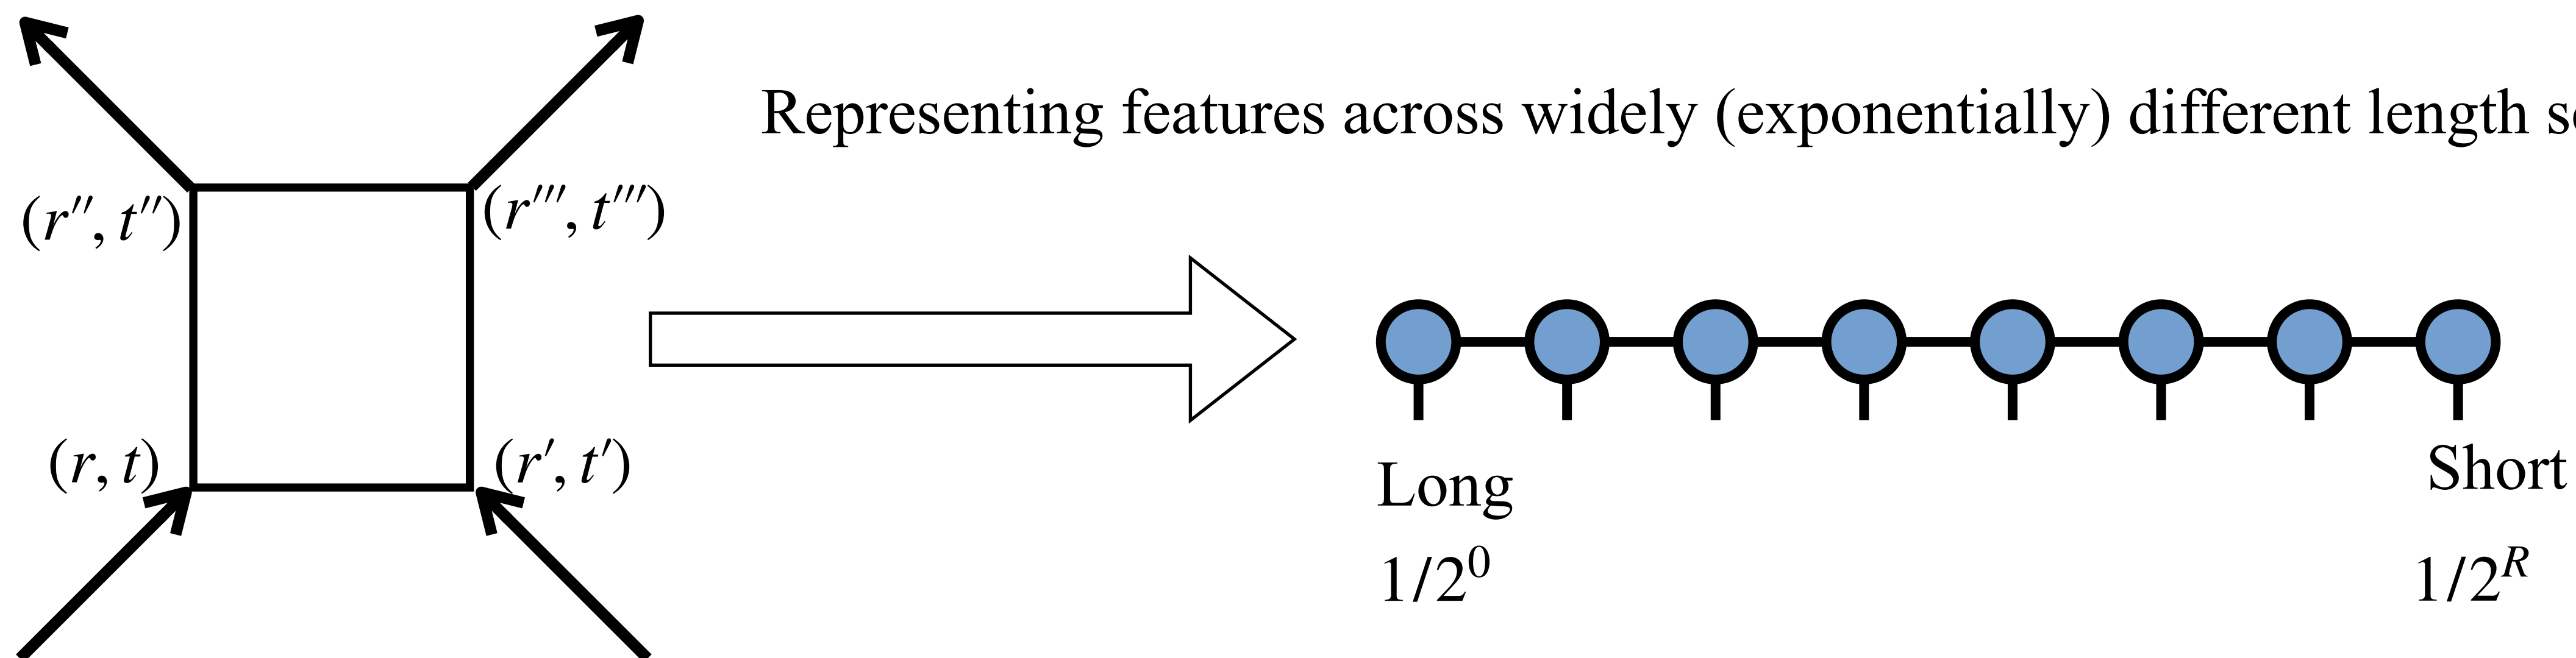 Representing features across widely (exponentially) different length
(r″, t″) (r‴, t‴)
(r, t) (r′, t′)
Long Short
1/2⁰ 1/2ᴿ